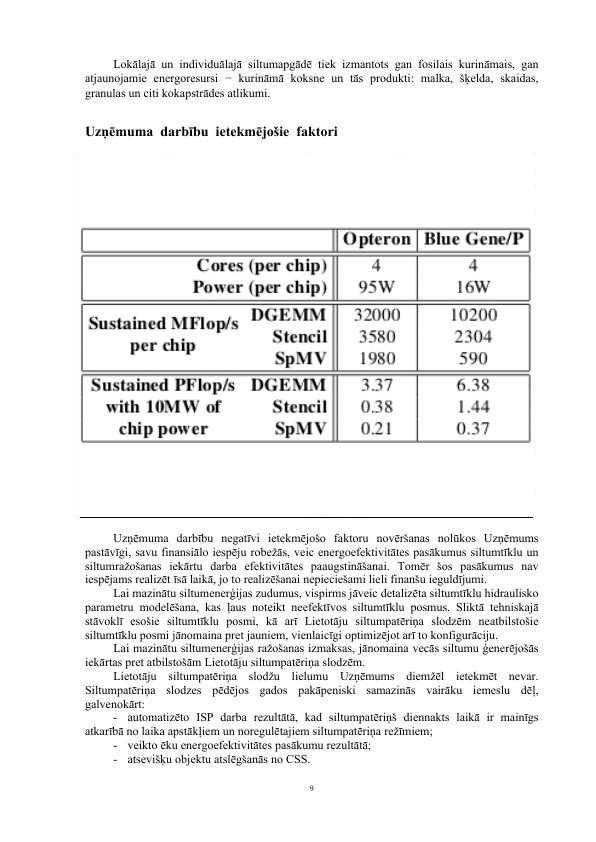 Lokālajā un individuālajā siltumapgādē tiek izmantots gan fosilais kurināmais, gan
atjaunojamie energoresursi − kurināmā koksne un tās produkti: malka, šķelda, skaidas,
granulas un citi kokapstrādes atlikumi.
Uzņēmuma darbību ietekmējošie faktori
Opteron Blue Gene/P
Cores (per chip) 4 4
Power (per chip) 95W 16W
Sustained MFlop/s per chip DGEMM 32000 10200
Stencil 3580 2304
SpMV 1980 590
Sustained PFlop/s DGEMM 3.37 6.38
with 10MW of Stencil 0.38 1.44
chip power SpMV 0.21 0.37
Uzņēmuma darbību negatīvi ietekmējošo faktoru novēršanas nolūkos Uzņēmums
pastāvīgi, savu finansiālo iespēju robežās, veic energoefektivitātes pasākumus siltumtīklu un
siltumražošanas iekārtu darba efektivitātes paaugstināšanai. Tomēr šos pasākumus nav
iespējams realizēt īsā laikā, jo to realizēšanai nepieciešami lieli finanšu ieguldījumi.
Lai mazinātu siltumenerģijas zudumus, vispirms jāveic detalizēta siltumtīklu hidraulisko
parametru modelēšana, kas ļaus noteikt neefektīvos siltumtīklu posmus. Sliktā tehniskajā
stāvoklī esošie siltumtīklu posmi, kā arī Lietotāju siltumpatēriņa slodzēm neatbilstošie
siltumtīklu posmi jānomaina pret jauniem, vienlaicīgi optimizējot arī to konfigurāciju.
Lai mazinātu siltumenerģijas ražošanas izmaksas, jānomaina vecās siltumu ģenerējošās
iekārtas pret atbilstošām Lietotāju siltumpatēriņa slodzēm.
Lietotāju siltumpatēriņa slodžu lielumu Uzņēmums diemžēl ietekmēt nevar.
Siltumpatēriņa slodzes pēdējos gados pakāpeniski samazinās vairāku iemeslu dēļ,
galvenokārt:
- automatizēto ISP darba rezultātā, kad siltumpatēriņš diennakts laikā ir mainīgs
atkarībā no laika apstākļiem un noregulētajiem siltumpatēriņa režīmiem;
- veikto ēku energoefektivitātes pasākumu rezultātā;
- atsevišķu objektu atslēgšanās no CSS.
9